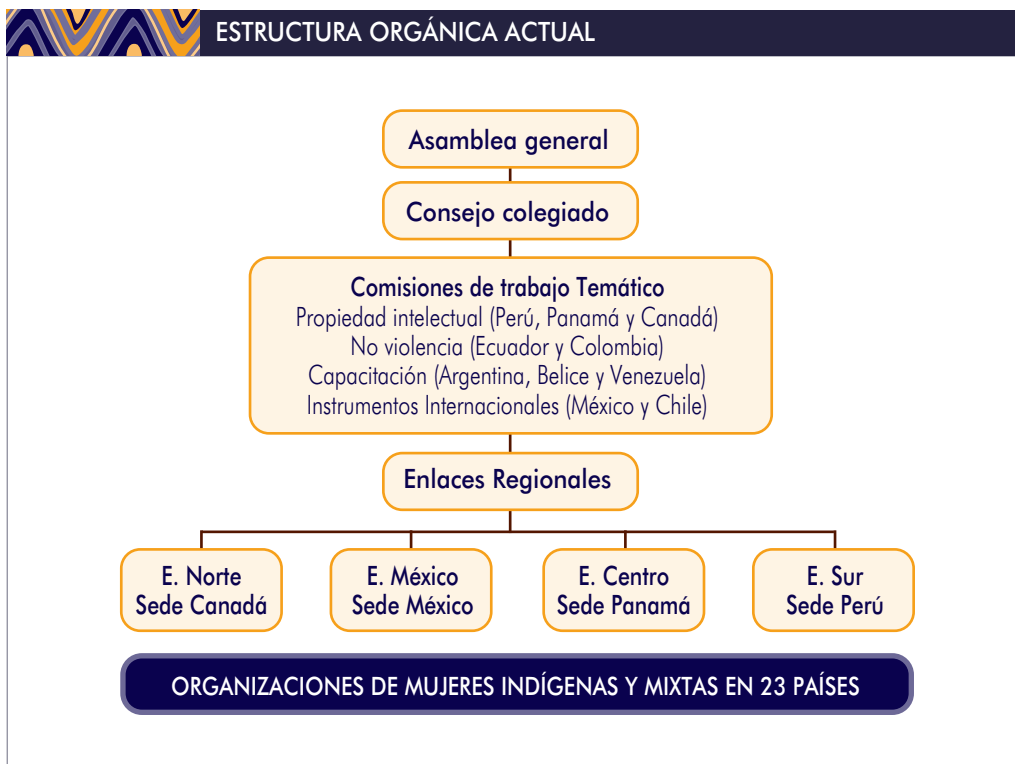 ESTRUCTURA ORGÁNICA ACTUAL
Asamblea general
Consejo colegiado
Comisiones de trabajo Temático
Propiedad intelectual (Perú, Panamá y Canadá)
No violencia (Ecuador y Colombia)
Capacitación (Argentina, Belice y Venezuela)
Instrumentos Internacionales (México y Chile)
Enlaces Regionales
E. Norte
Sede Canadá
E. México
Sede México
E. Centro
Sede Panamá
E. Sur
Sede Perú
ORGANIZACIONES DE MUJERES INDÍGENAS Y MIXTAS EN 23 PAÍSES